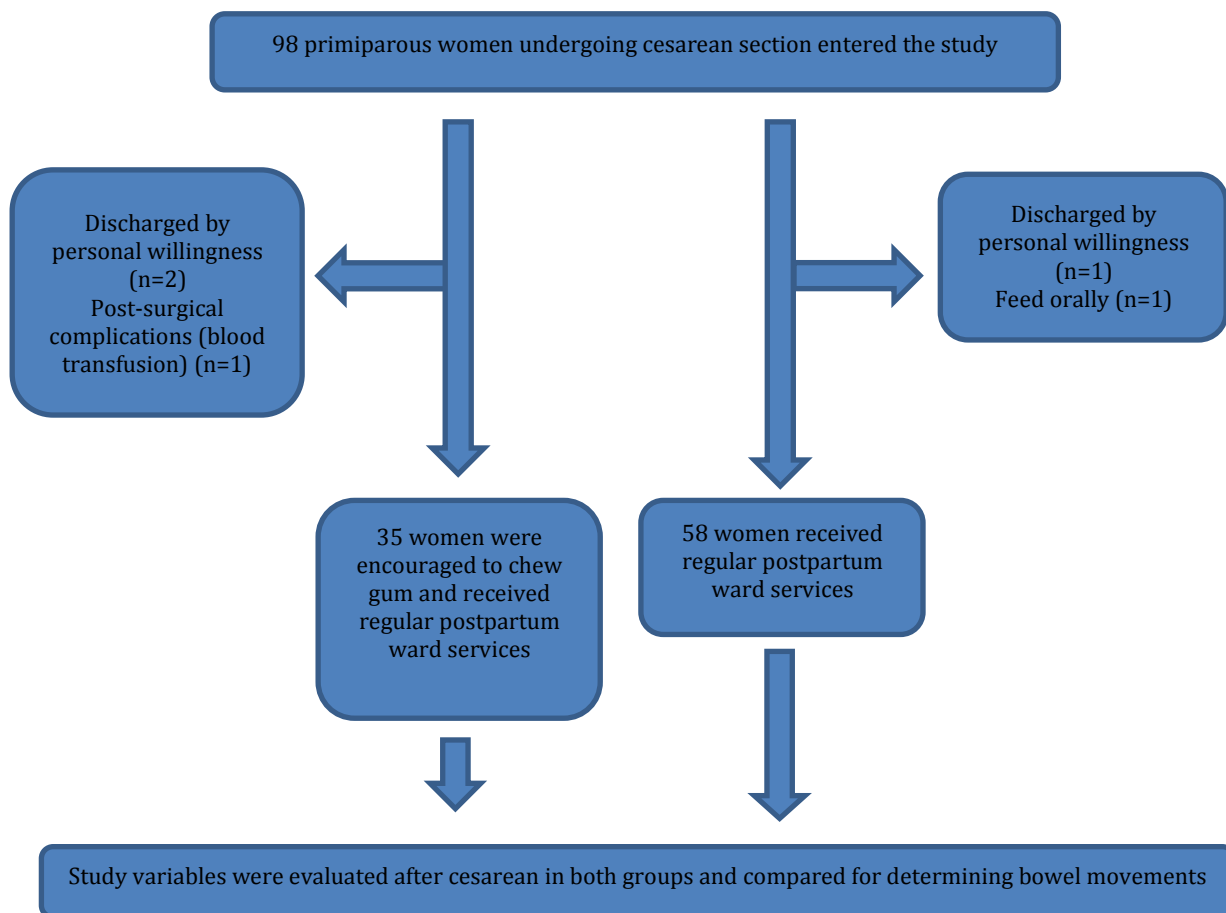 98 primiparous women undergoing cesarean section entered the study
Discharged by
personal willingness
(n=2)
Post-surgical
complications (blood
transfusion) (n=1)
Discharged by
personal willingness
(n=1)
Feed orally (n=1)
35 women were
encouraged to chew
gum and received
regular postpartum
ward services
58 women received
regular postpartum
ward services
Study variables were evaluated after cesarean in both groups and compared for determining bowel movements